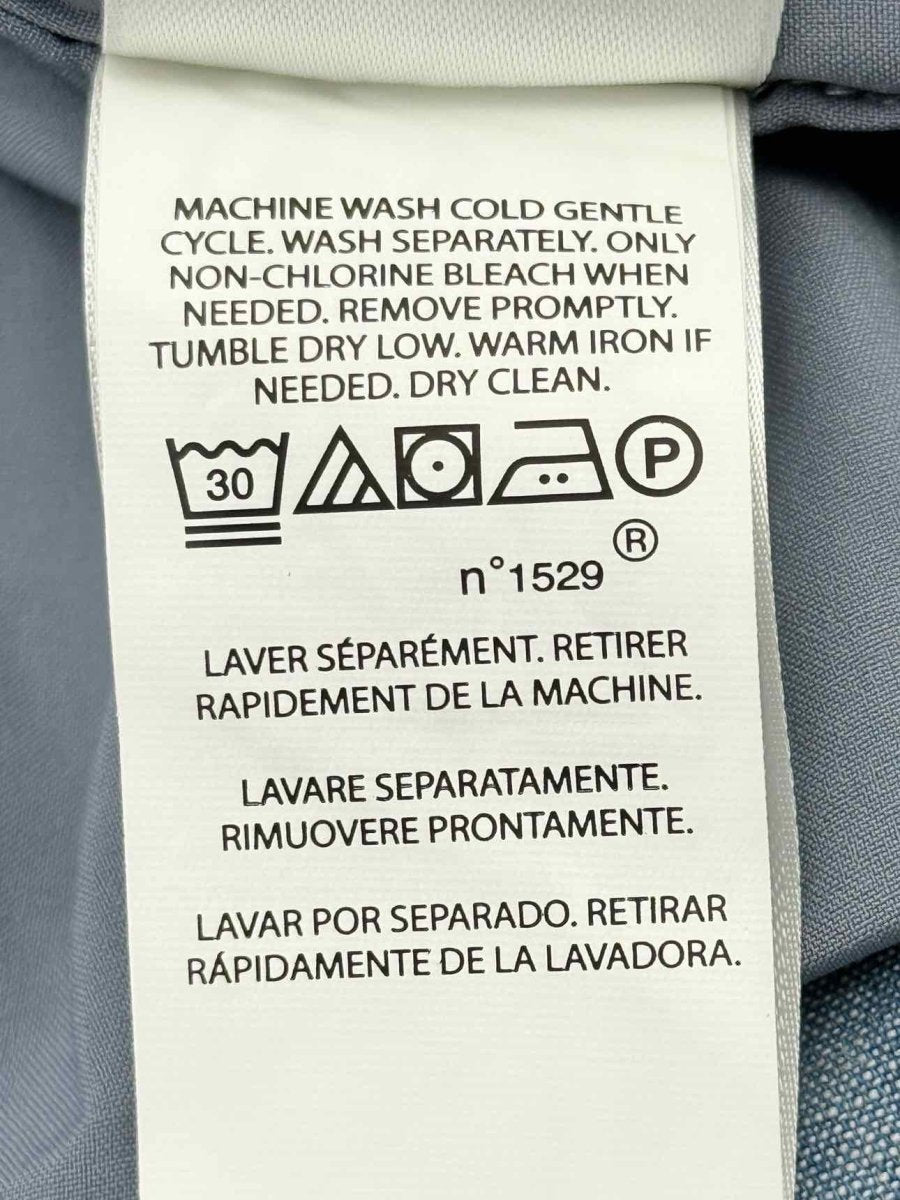 MACHINE WASH COLD GENTLE
CYCLE. WASH SEPARATELY. ONLY
NON-CHLORINE BLEACH WHEN
NEEDED. REMOVE PROMPTLY.
TUMBLE DRY LOW. WARM IRON IF
NEEDED. DRY CLEAN.
30 P
®
n°1529
LAVER SÉPARÉMENT. RETIRER
RAPIDEMENT DE LA MACHINE.
LAVARE SEPARATAMENTE.
RIMUOVERE PRONTAMENTE.
LAVAR POR SEPARADO. RETIRAR
RÁPIDAMENTE DE LA LAVADORA.